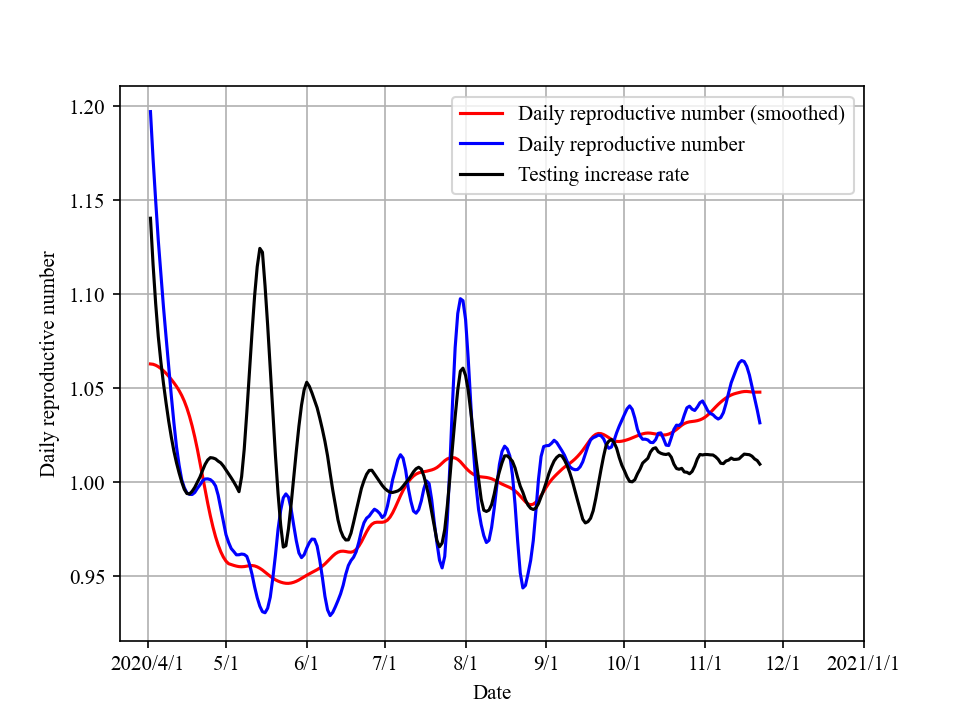 Daily reproductive number (smoothed)
Daily reproductive number
Testing increase rate
1.20
1.15
1.10
1.05
1.00
0.95
Daily reproductive number
2020/4/1 5/1 6/1 7/1 8/1 9/1 10/1 11/1 12/1 2021/1/1
Date